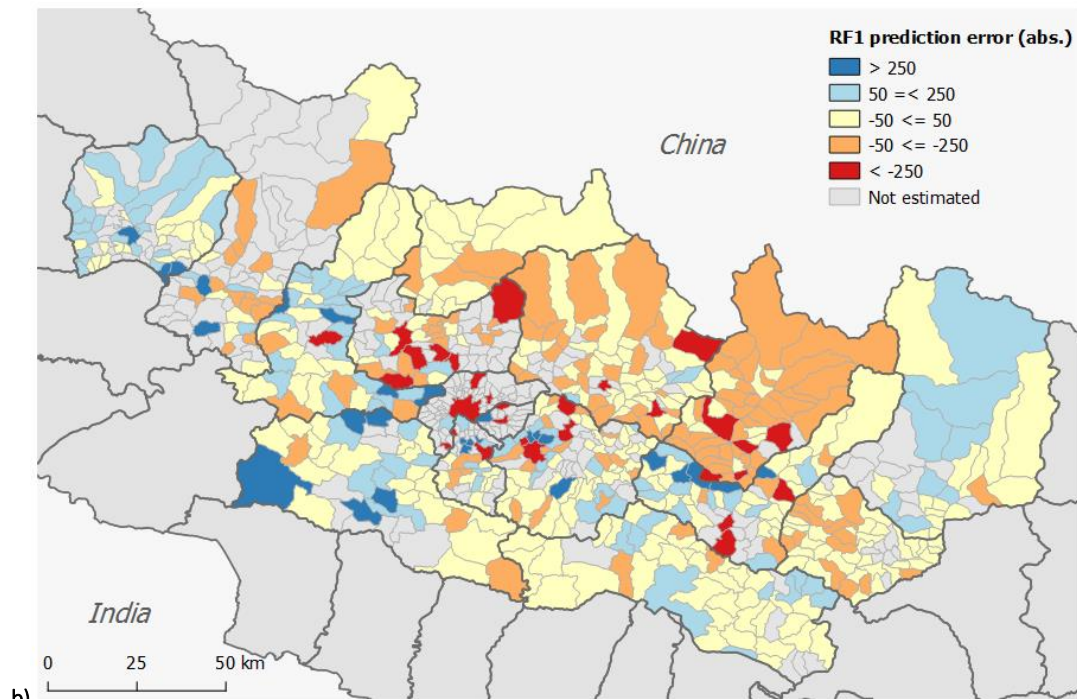 RF1 prediction error (abs.)
> 250
50 =< 250
-50 <= 50
-50 <= -250
< -250
Not estimated
China
India
0 25 50 km
b)